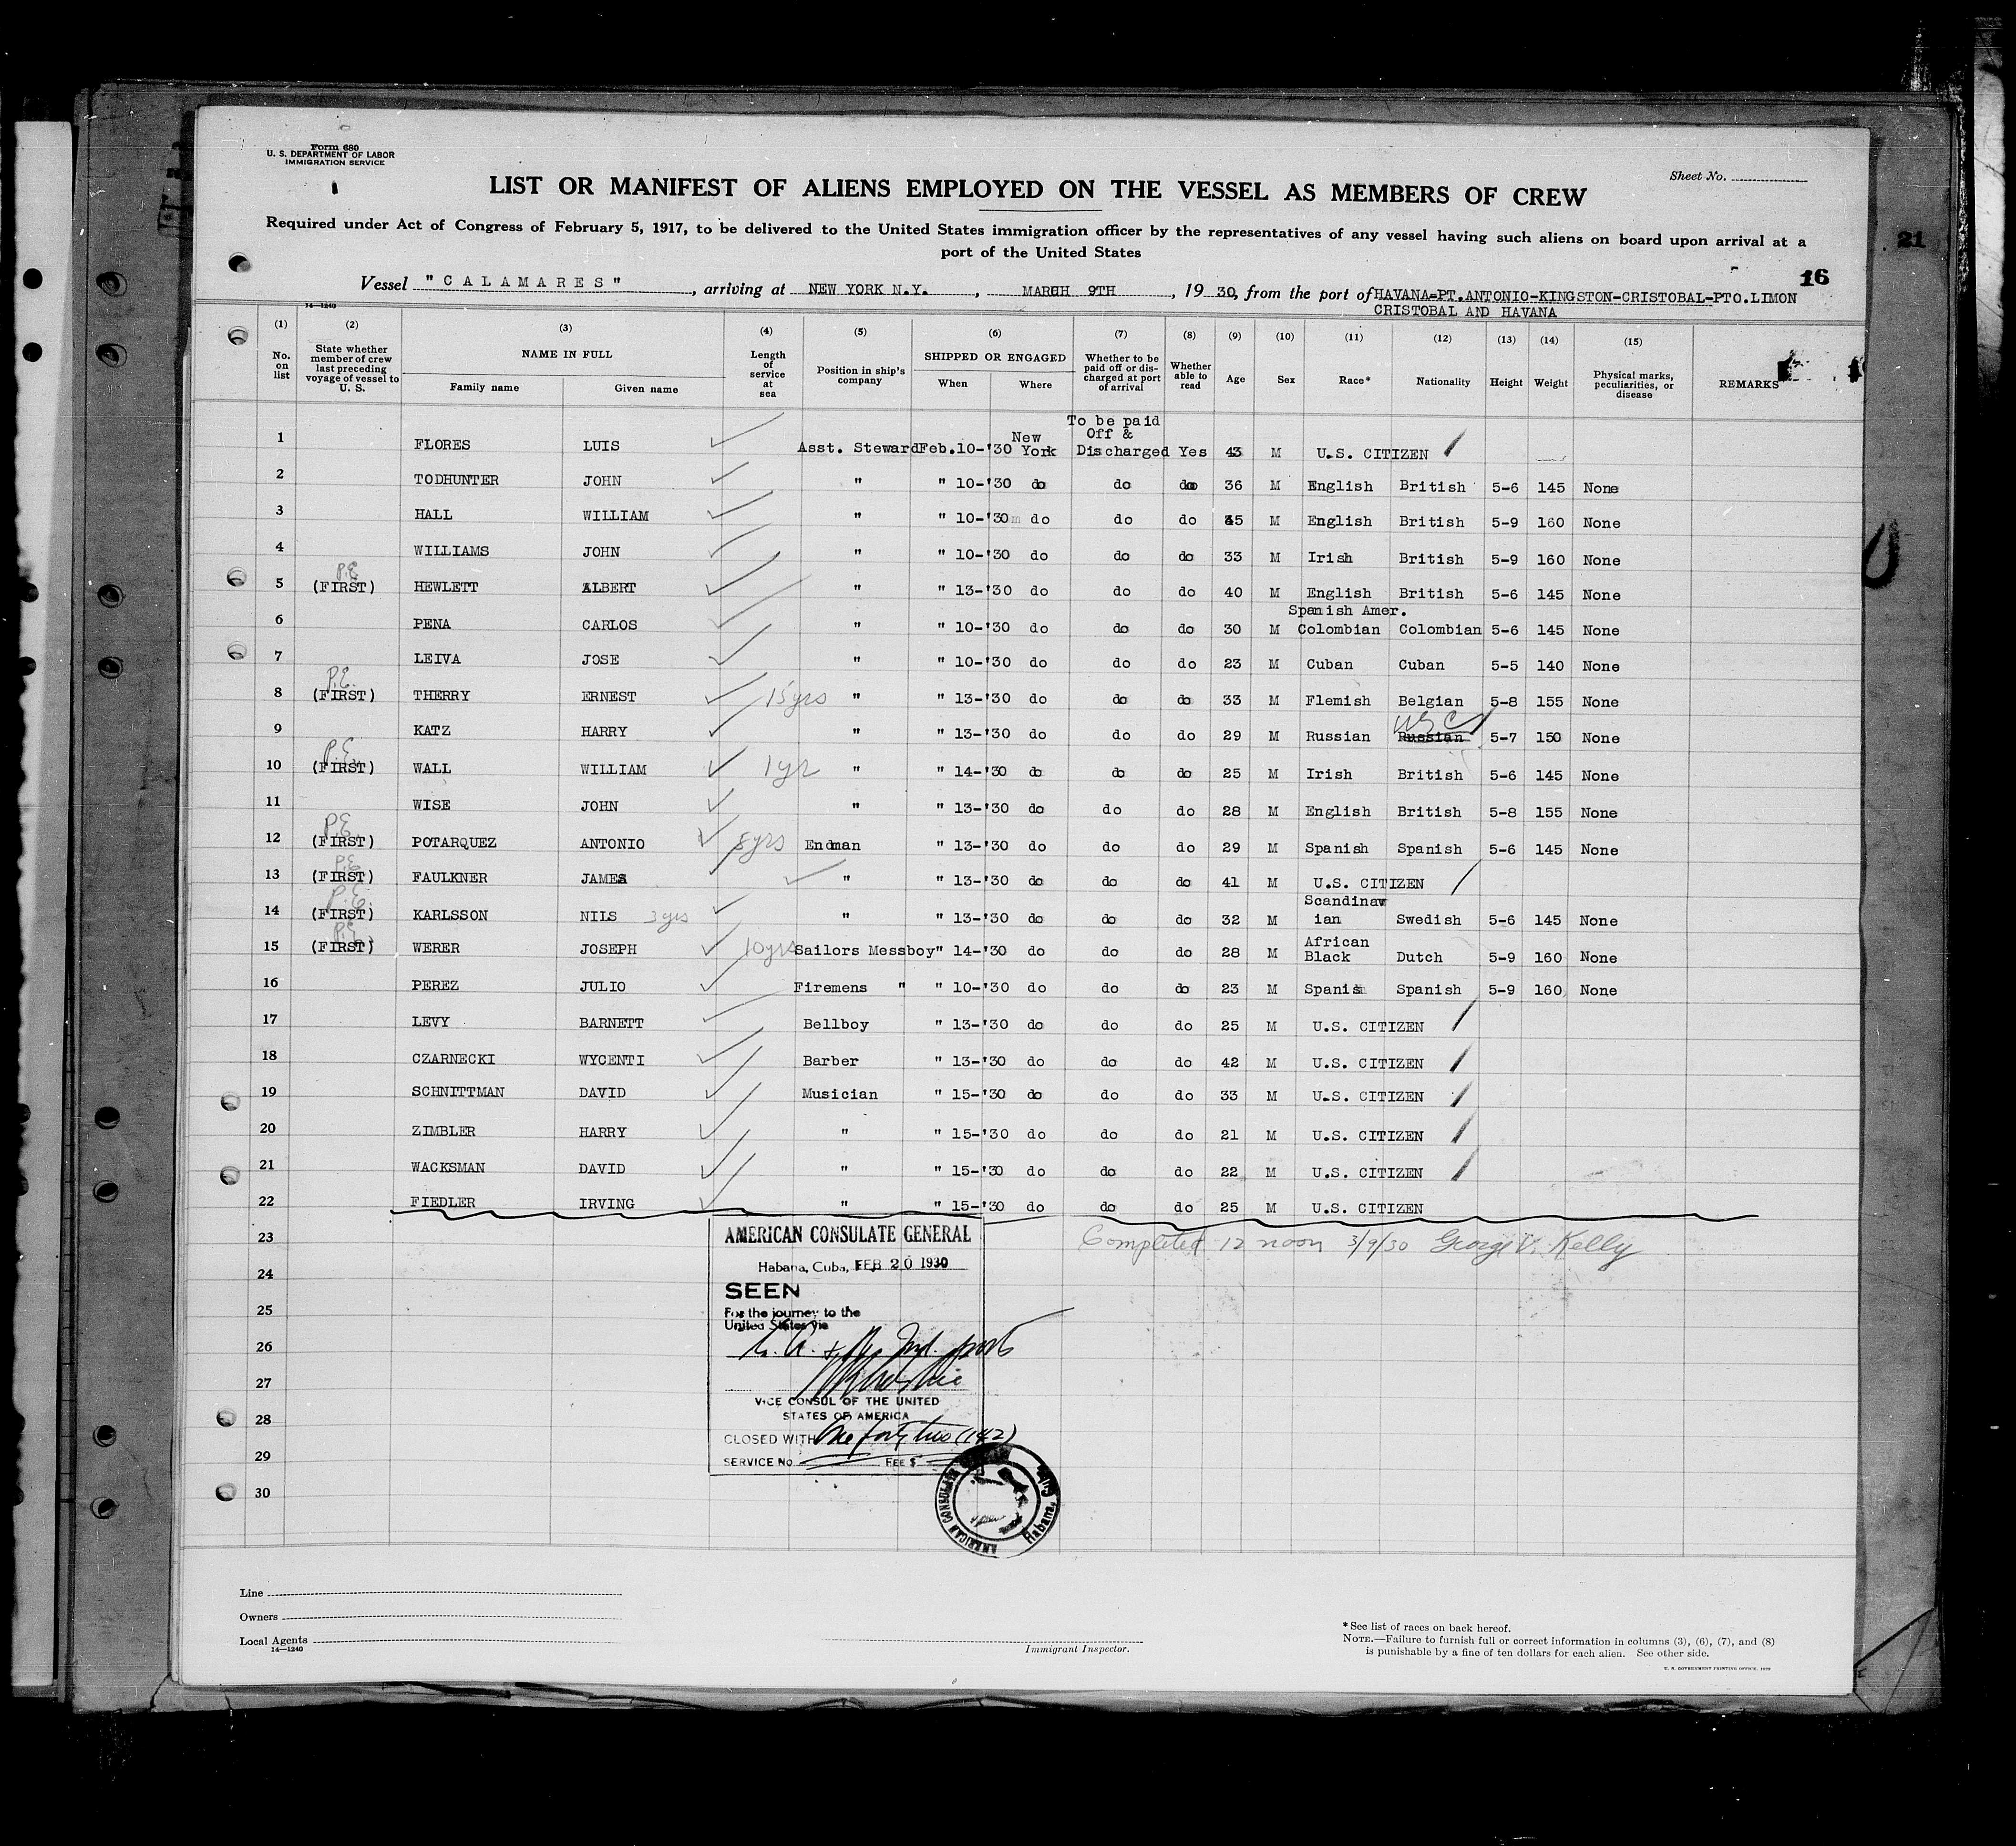 Form 680
U. S. DEPARTMENT OF LABOR
IMMIGRATION SERVICE
Sheet No.
LIST OR MANIFEST OF ALIENS EMPLOYED ON THE VESSEL AS MEMBERS OF CREW
Required under Act of Congress of February 5, 1917, to be delivered to the United States immigration officer by the representatives of any vessel having such aliens on board upon arrival at a
port of the United States
21
16
Vessel "CALAMARES", arriving at NEW YORK N.Y., MARCH 9TH, 1930, from the port of HAVANA-PT.ANTONIO-KINGSTON-CRISTOBAL-PTO.LIMON
CRISTOBAL AND HAVANA
14—1240
(1) (2) (3) (4) (5) (6) (7) (8) (9) (10) (11) (12) (13) (14) (15)
No. on list State whether member of crew last preceding voyage of vessel to U. S. NAME IN FULL Length of service at sea Position in ship's company SHIPPED OR ENGAGED Whether to be paid off or discharged at port of arrival Whether able to read Age Sex Race* Nationality Height Weight Physical marks, peculiarities, or disease REMARKS
Family name Given name When Where
1 FLORES LUIS Asst. Steward Feb.10-'30 New York To be paid Off & Discharged Yes 43 M U.S. CITIZEN
2 TODHUNTER JOHN " " 10-'30 do do do 36 M English British 5-6 145 None
3 HALL WILLIAM " " 10-'30 do do do 35 M English British 5-9 160 None
4 WILLIAMS JOHN " " 10-'30 do do do 33 M Irish British 5-9 160 None
5 P.E. (FIRST) HEWLETT ALBERT " " 13-'30 do do do 40 M English British 5-6 145 None
6 PENA CARLOS " " 10-'30 do do do 30 M Spanish Amer. Colombian Colombian 5-6 145 None
7 LEIVA JOSE " " 10-'30 do do do 23 M Cuban Cuban 5-5 140 None
8 P.E. (FIRST) THERRY ERNEST 15yrs " " 13-'30 do do do 33 M Flemish Belgian 5-8 155 None
9 KATZ HARRY " " 13-'30 do do do 29 M Russian Russian USC 5-7 150 None
10 P.E. (FIRST) WALL WILLIAM 1yr " " 14-'30 do do do 25 M Irish British 5-6 145 None
11 WISE JOHN " " 13-'30 do do do 28 M English British 5-8 155 None
12 P.E. (FIRST) POTARQUEZ ANTONIO 8yrs Endman " 13-'30 do do do 29 M Spanish Spanish 5-6 145 None
13 P.E. (FIRST) FAULKNER JAMES " " 13-'30 do do do 41 M U.S. CITIZEN
14 P.E. (FIRST) KARLSSON NILS 3yrs " " 13-'30 do do do 32 M Scandinavian Swedish 5-6 145 None
15 P.E. (FIRST) WERER JOSEPH 10yrs Sailors Messboy " 14-'30 do do do 28 M African Black Dutch 5-9 160 None
16 PEREZ JULIO Firemens " " 10-'30 do do do 23 M Spanish Spanish 5-9 160 None
17 LEVY BARNETT Bellboy " 13-'30 do do do 25 M U.S. CITIZEN
18 CZARNECKI WYCENTI Barber " 13-'30 do do do 42 M U.S. CITIZEN
19 SCHNITTMAN DAVID Musician " 15-'30 do do do 33 M U.S. CITIZEN
20 ZIMBLER HARRY " " 15-'30 do do do 21 M U.S. CITIZEN
21 WACKSMAN DAVID " " 15-'30 do do do 22 M U.S. CITIZEN
22 FIEDLER IRVING " " 15-'30 do do do 25 M U.S. CITIZEN
23 Completed 12 noon 3/9/30 George V. Kelly
24
25
26
27
28
29
30
AMERICAN CONSULATE GENERAL
Habana, Cuba, FEB 20 1930
SEEN
For the journey to the
United States via
VICE CONSUL OF THE UNITED
STATES OF AMERICA
CLOSED WITH One forty two (142)
SERVICE No. FEE $
AMERICAN CONSULATE Habana, Cuba
Line
Owners
Local Agents
14—1240
Immigrant Inspector.
* See list of races on back hereof.
NOTE.—Failure to furnish full or correct information in columns (3), (6), (7), and (8)
is punishable by a fine of ten dollars for each alien. See other side.
U. S. GOVERNMENT PRINTING OFFICE